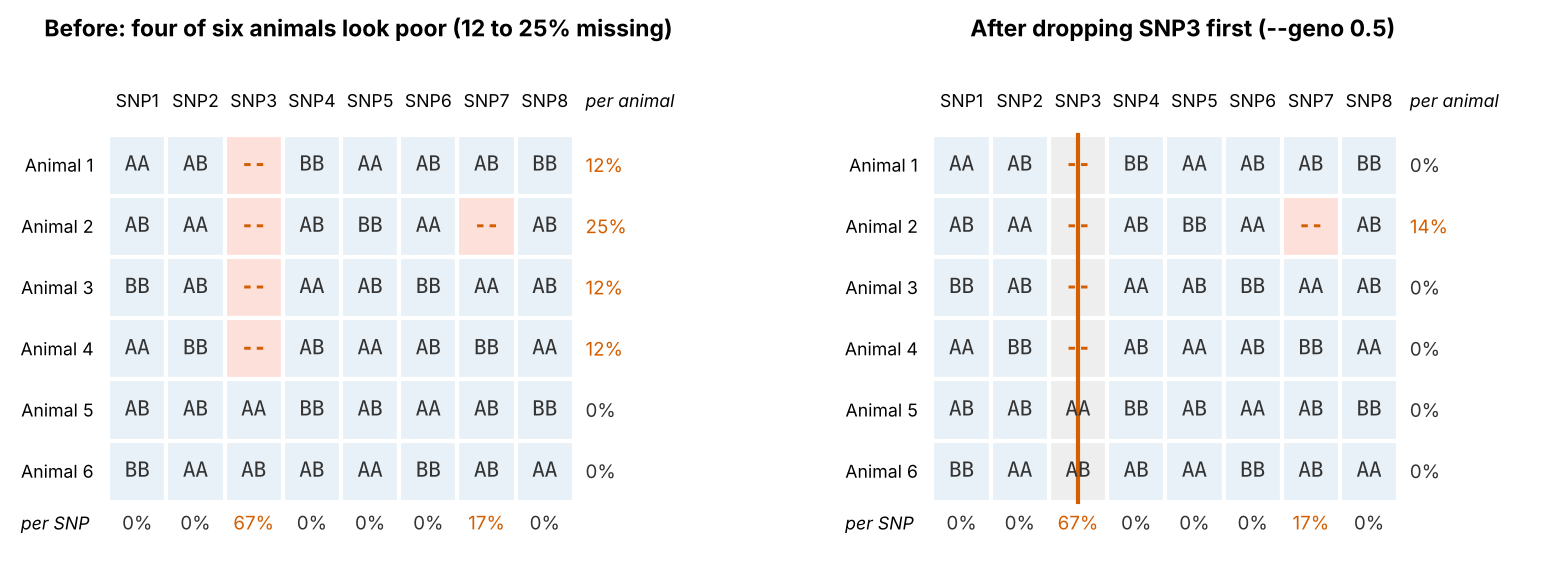 Before: four of six animals look poor (12 to 25% missing)
SNP1 SNP2 SNP3 SNP4 SNP5 SNP6 SNP7 SNP8 per animal
Animal 1 AA AB -- BB AA AB AB BB 12%
Animal 2 AB AA -- AB BB AA -- AB 25%
Animal 3 BB AB -- AA AB BB AA AB 12%
Animal 4 AA BB -- AB AA AB BB AA 12%
Animal 5 AB AB AA BB AB AA AB BB 0%
Animal 6 BB AA AB AB AA BB AB AA 0%
per SNP 0% 0% 67% 0% 0% 0% 17% 0%
After dropping SNP3 first (--geno 0.5)
SNP1 SNP2 SNP3 SNP4 SNP5 SNP6 SNP7 SNP8 per animal
Animal 1 AA AB -- BB AA AB AB BB 0%
Animal 2 AB AA -- AB BB AA -- AB 14%
Animal 3 BB AB -- AA AB BB AA AB 0%
Animal 4 AA BB -- AB AA AB BB AA 0%
Animal 5 AB AB AA BB AB AA AB BB 0%
Animal 6 BB AA AB AB AA BB AB AA 0%
per SNP 0% 0% 67% 0% 0% 0% 17% 0%